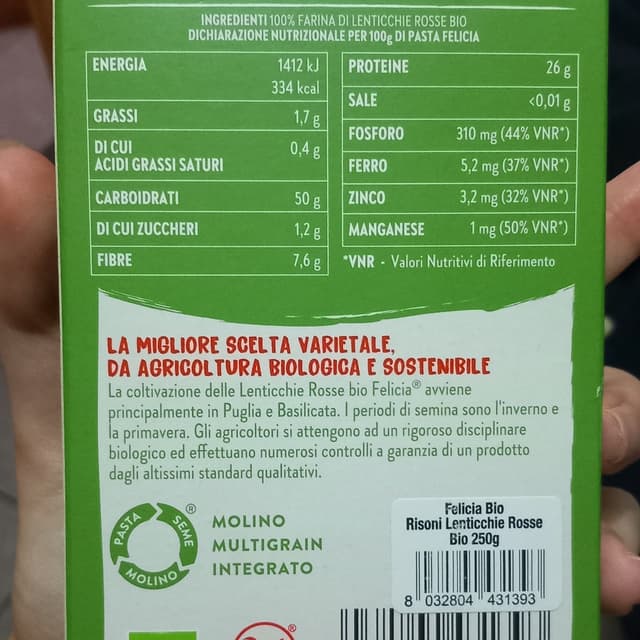 INGREDIENTI 100% FARINA DI LENTICCHIE ROSSE BIO
DICHIARAZIONE NUTRIZIONALE PER 100g DI PASTA FELICIA
ENERGIA 1412 kJ
334 kcal
GRASSI 1,7 g
DI CUI
ACIDI GRASSI SATURI 0,4 g
CARBOIDRATI 50 g
DI CUI ZUCCHERI 1,2 g
FIBRE 7,6 g
PROTEINE 26 g
SALE <0,01 g
FOSFORO 310 mg (44% VNR*)
FERRO 5,2 mg (37% VNR*)
ZINCO 3,2 mg (32% VNR*)
MANGANESE 1 mg (50% VNR*)
*VNR - Valori Nutritivi di Riferimento
LA MIGLIORE SCELTA VARIETALE,
DA AGRICOLTURA BIOLOGICA E SOSTENIBILE
La coltivazione delle Lenticchie Rosse bio Felicia® avviene
principalmente in Puglia e Basilicata. I periodi di semina sono l'inverno e
la primavera. Gli agricoltori si attengono ad un rigoroso disciplinare
biologico ed effettuano numerosi controlli a garanzia di un prodotto
dagli altissimi standard qualitativi.
PASTA SEME MOLINO ®
MOLINO
MULTIGRAIN
INTEGRATO
Felicia Bio
Risoni Lenticchie Rosse
Bio 250g
8 032804 431393
®